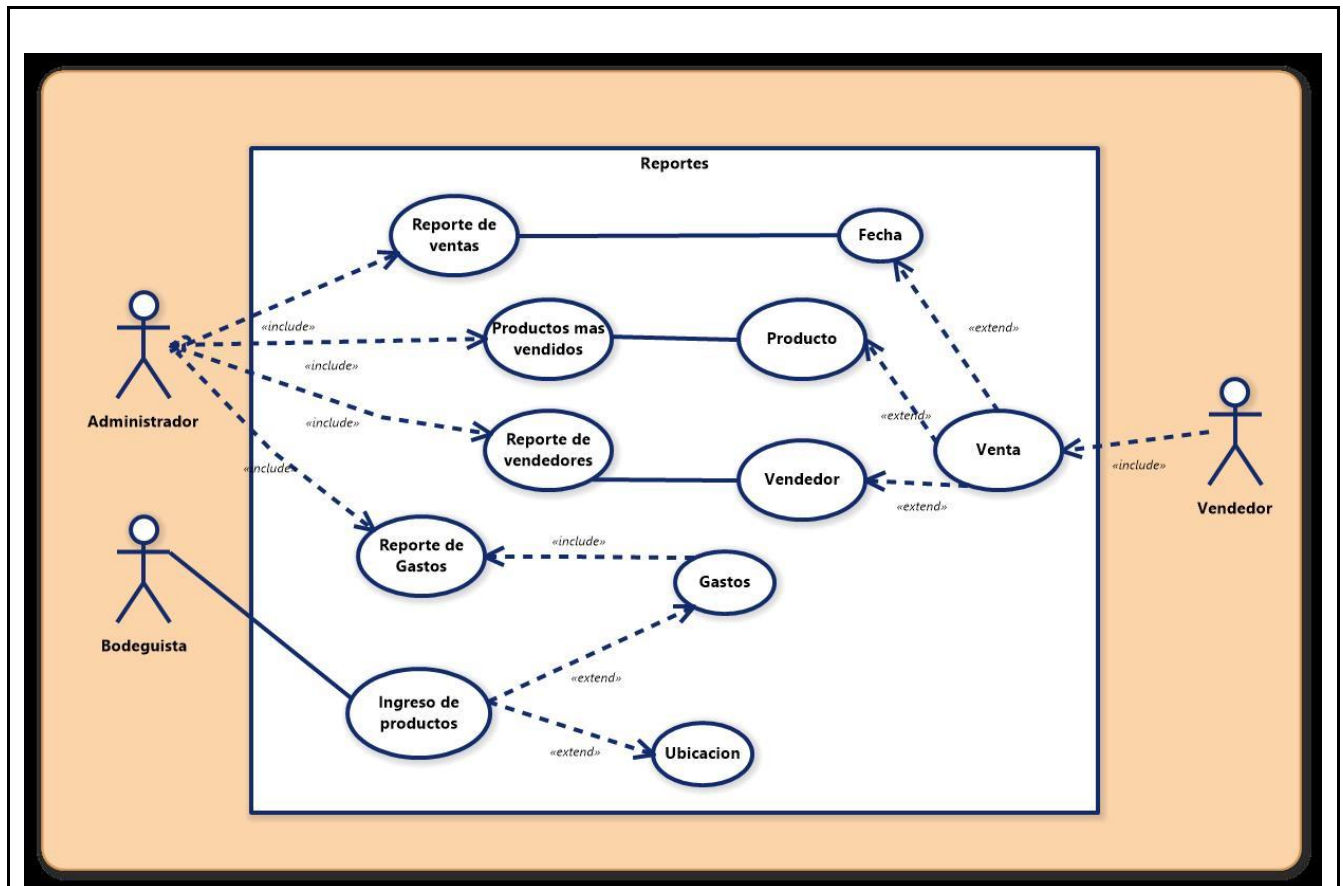 Reportes
Reporte de
ventas
Fecha
«include»
«extend»
Productos mas
vendidos
Producto
«include»
Administrador
«include»
«extend»
Reporte de
vendedores
Venta
«include»
«include»
Vendedor
«extend»
Vendedor
Reporte de
Gastos
«include»
Gastos
Bodeguista
«extend»
Ingreso de
productos
«extend»
Ubicacion